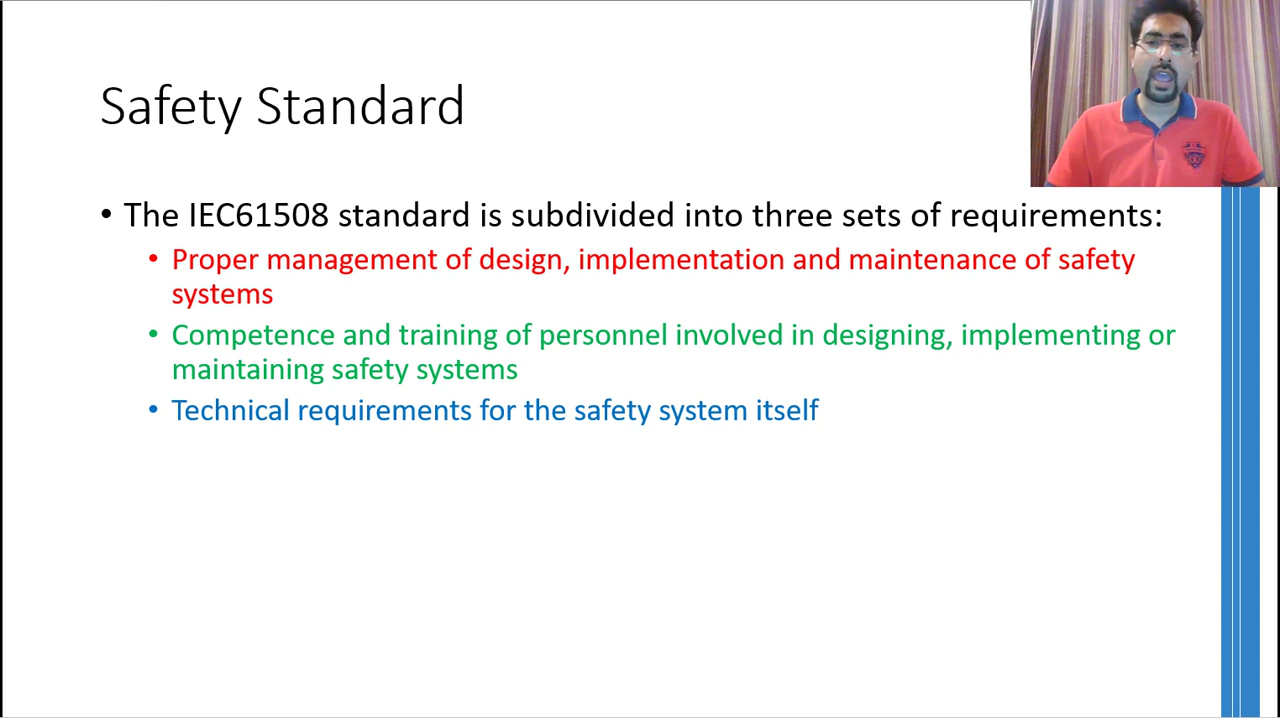 Safety Standard
• The IEC61508 standard is subdivided into three sets of requirements:
• Proper management of design, implementation and maintenance of safety
systems
• Competence and training of personnel involved in designing, implementing or
maintaining safety systems
• Technical requirements for the safety system itself